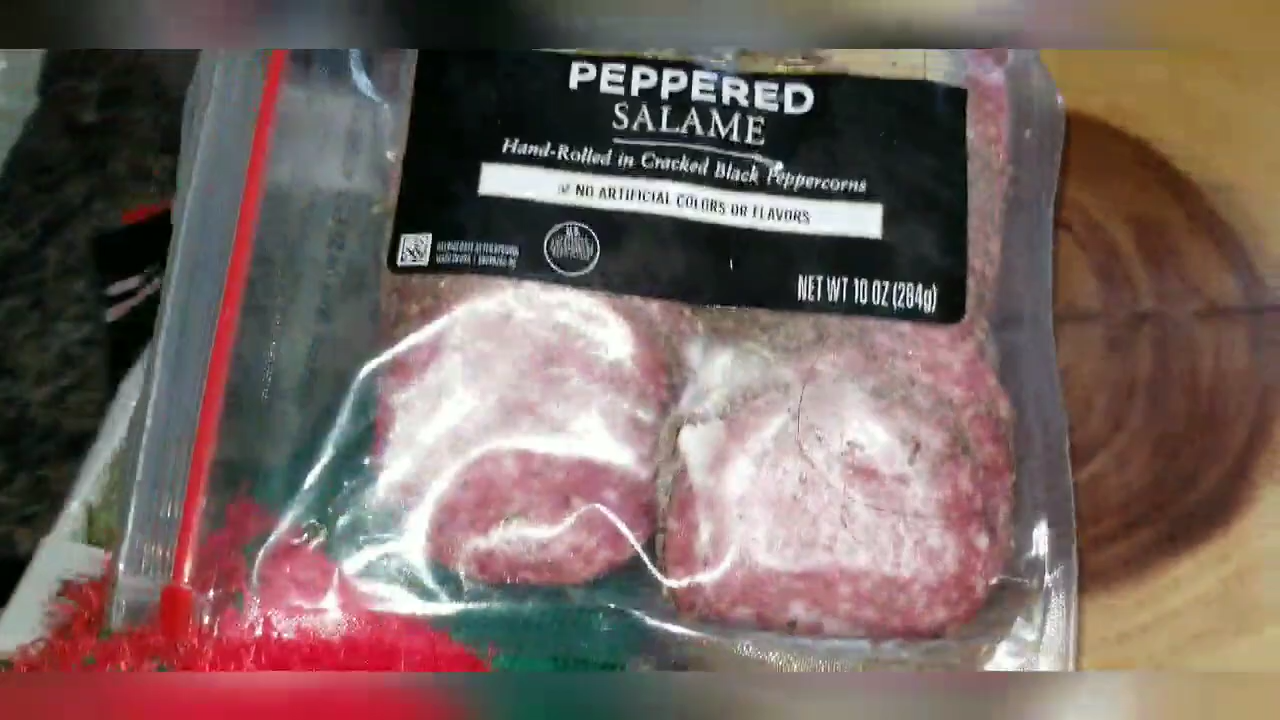 PEPPERED
SALAME
Hand-Rolled in Cracked Black Peppercorns
NO ARTIFICIAL COLORS OR FLAVORS
NET WT 10 OZ (284g)